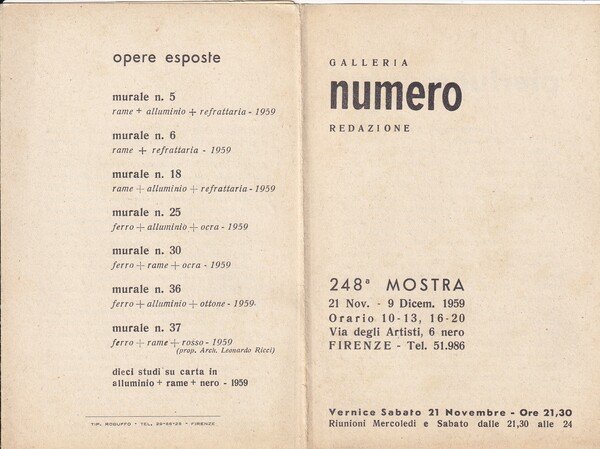 opere esposte
murale n. 5
rame + alluminio + refrattaria - 1959
murale n. 6
rame + refrattaria - 1959
murale n. 18
rame + alluminio + refrattaria - 1959
murale n. 25
ferro + alluminio + ocra - 1959
murale n. 30
ferro + rame + ocra - 1959
murale n. 36
ferro + alluminio + ottone - 1959
murale n. 37
ferro + rame + rosso - 1959
(prop. Arch. Leonardo Ricci)
dieci studi su carta in
alluminio + rame + nero - 1959
TIP. ROBUFFO - TEL. 29-86-25 - FIRENZE
GALLERIA
numero
REDAZIONE
248ª MOSTRA
21 Nov. - 9 Dicem. 1959
Orario 10-13, 16-20
Via degli Artisti, 6 nero
FIRENZE - Tel. 51.986
Vernice Sabato 21 Novembre - Ore 21,30
Riunioni Mercoledi e Sabato dalle 21,30 alle 24